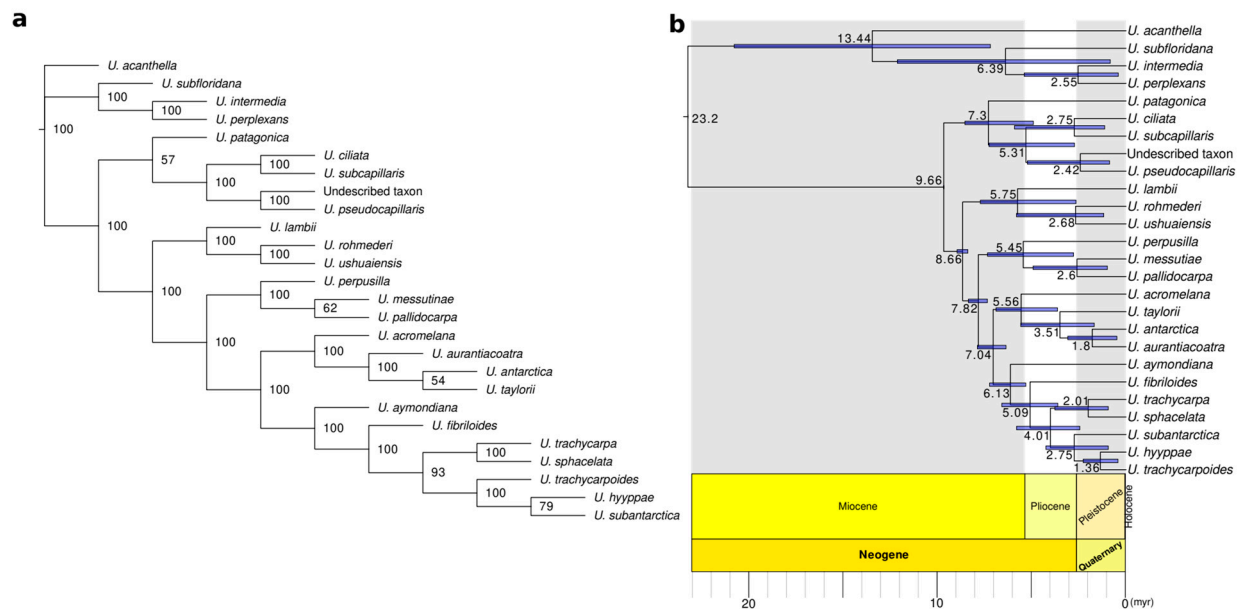 a
U. acanthella
U. subfloridana
100
U. intermedia
100
U. perplexans
100
U. patagonica
57
U. ciliata
100
U. subcapillaris
100
Undescribed taxon
100
U. pseudocapillaris
100
U. lambii
100
U. rohmederi
100
U. ushuaiensis
100
U. perpusilla
100
U. messutinae
62
U. pallidocarpa
100
U. acromelana
100
U. aurantiacoatra
100
U. antarctica
54
U. taylorii
100
U. aymondiana
100
U. fibriloides
100
U. trachycarpa
100
U. sphacelata
93
U. trachycarpoides
100
U. hyyppae
79
U. subantarctica
b
U. acanthella
13.44
U. subfloridana
6.39
U. intermedia
2.55
U. perplexans
U. patagonica
7.3
23.2
U. ciliata
2.75
U. subcapillaris
5.31
Undescribed taxon
2.42
U. pseudocapillaris
9.66
U. lambii
5.75
U. rohmederi
2.68
U. ushuaiensis
U. perpusilla
5.45
8.66
U. messutiae
2.6
U. pallidocarpa
U. acromelana
5.56
7.82
U. taylorii
3.51
U. antarctica
1.8
U. aurantiacoatra
7.04
U. aymondiana
6.13
U. fibriloides
5.09
U. trachycarpa
2.01
U. sphacelata
4.01
U. subantarctica
2.75
U. hyyppae
1.36
U. trachycarpoides
Miocene
Pliocene
Pleistocene
Holocene
Neogene
Quaternary
20
10
0 (myr)